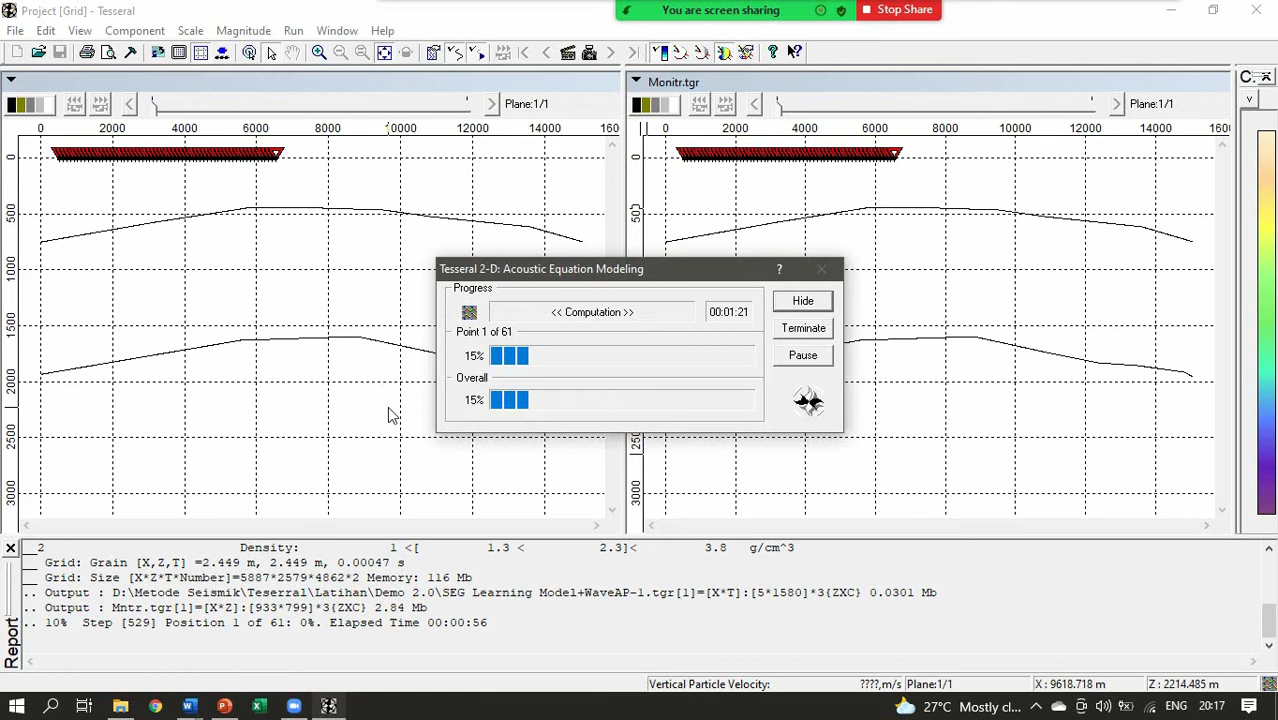 Project [Grid] - Tesseral
You are screen sharing
Stop Share
File Edit View Component Scale Magnitude Run Window Help
Monitr.tgr
C.
Plane:1/1
Plane:1/1
v
0 2000 4000 6000 8000 10000 12000 14000 1600
0 2000 4000 6000 8000 10000 12000 14000 1600
0
500
1000
1500
2000
2500
3000
Tesseral 2-D: Acoustic Equation Modeling
?
Progress
<< Computation >>
00:01:21
Hide
Point 1 of 61
Terminate
15%
Pause
Overall
15%
2 Density: 1 <[ 1.3 < 2.3]< 3.8 g/cm^3
Grid: Grain [X,Z,T] =2.449 m, 2.449 m, 0.00047 s
Grid: Size [X*Z*T*Number]=5887*2579*4862*2 Memory: 116 Mb
Output : D:\Metode Seismik\Teserral\Latihan\Demo 2.0\SEG Learning Model+WaveAP-1.tgr[1]=[X*T]:[5*1580]*3{ZXC} 0.0301 Mb
Output : Mntr.tgr[1]=[X*Z]:[933*799]*3{ZXC} 2.84 Mb
.. 10% Step [529] Position 1 of 61: 0%. Elapsed Time 00:00:56
Report
Vertical Particle Velocity: ????,m/s Plane:1/1 X : 9618.718 m Z : 2214.485 m
27°C Mostly cl... ENG 20:17